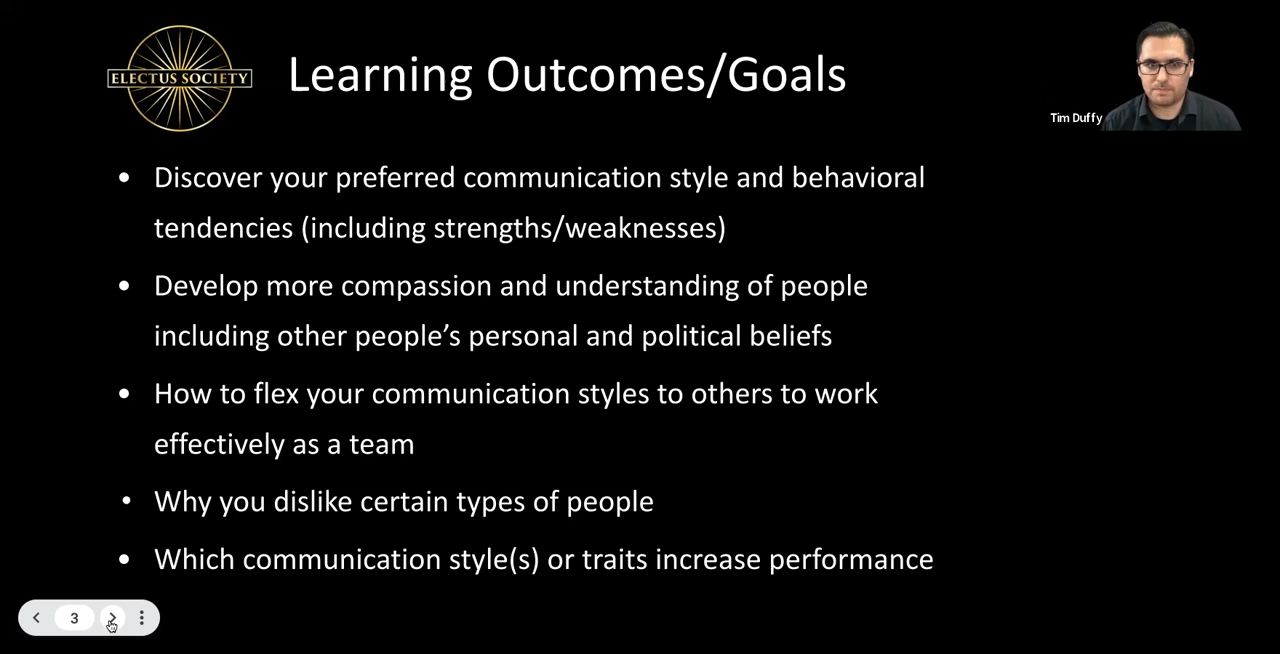 ELECTUS SOCIETY
Learning Outcomes/Goals
Tim Duffy
• Discover your preferred communication style and behavioral
tendencies (including strengths/weaknesses)
• Develop more compassion and understanding of people
including other people’s personal and political beliefs
• How to flex your communication styles to others to work
effectively as a team
• Why you dislike certain types of people
• Which communication style(s) or traits increase performance
3